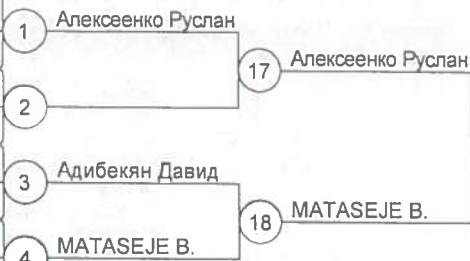 1 Алексеенко Руслан
17 Алексеенко Руслан
2
3 Адибекян Давид
18 MATASEJE B.
4 MATASEJE B.